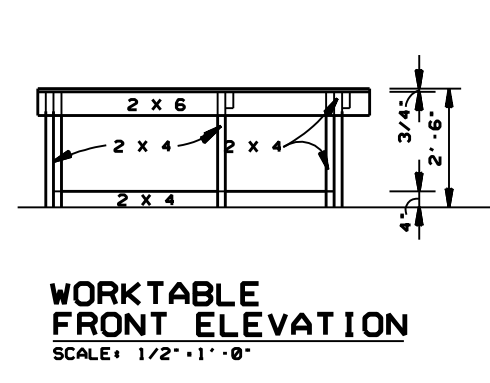 2 X 6
3/4"
2'-6"
2 X 4
2 X 4
2 X 4
4"
WORKTABLE
FRONT ELEVATION
SCALE: 1/2"=1'-0"